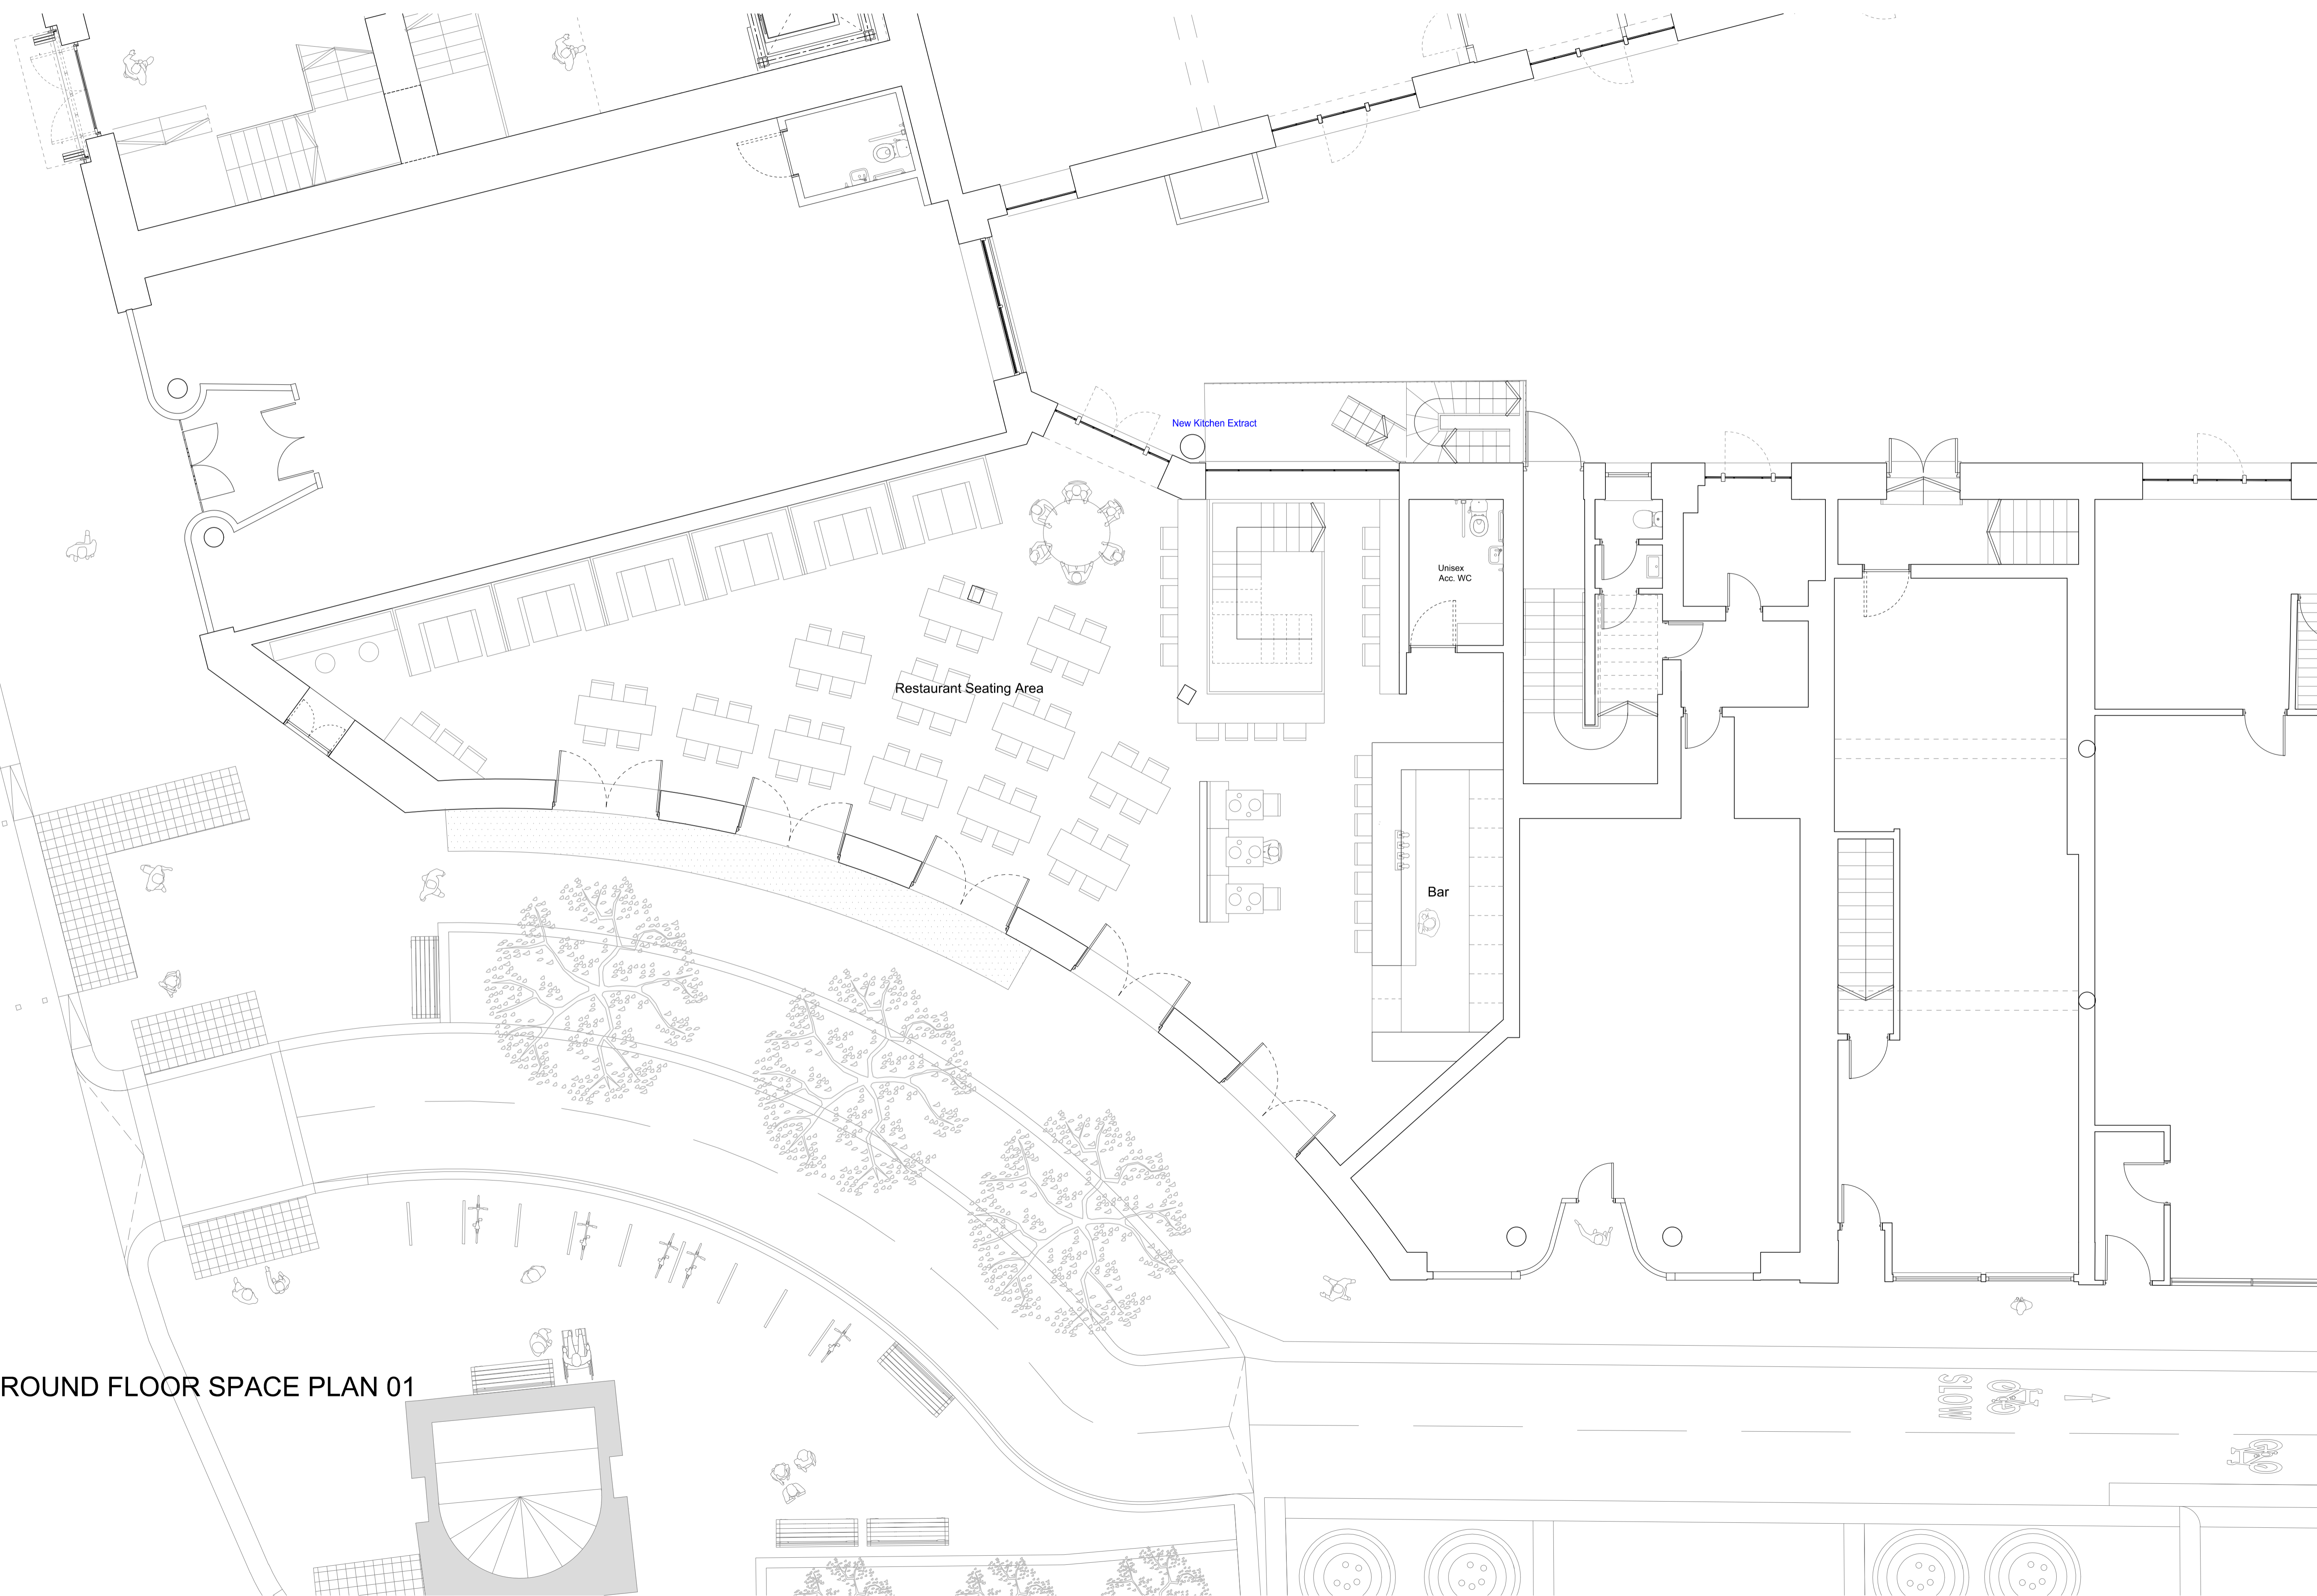 New Kitchen Extract
Unisex
Acc. WC
Restaurant Seating Area
Bar
ROUND FLOOR SPACE PLAN 01
SLOW